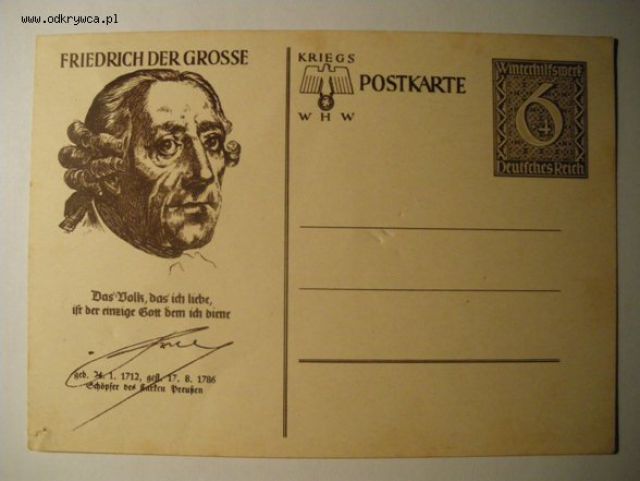 www.odkrywca.pl
FRIEDRICH DER GROSSE
Das Volk, das ich liebe,
ist der einzige Gott dem ich diene
geb. 24. 1. 1712, gest. 17. 8. 1786
Schöpfer des starken Preußen
KRIEGS
POSTKARTE
WHW
Winterhilfswerk
6+4
Deutsches Reich